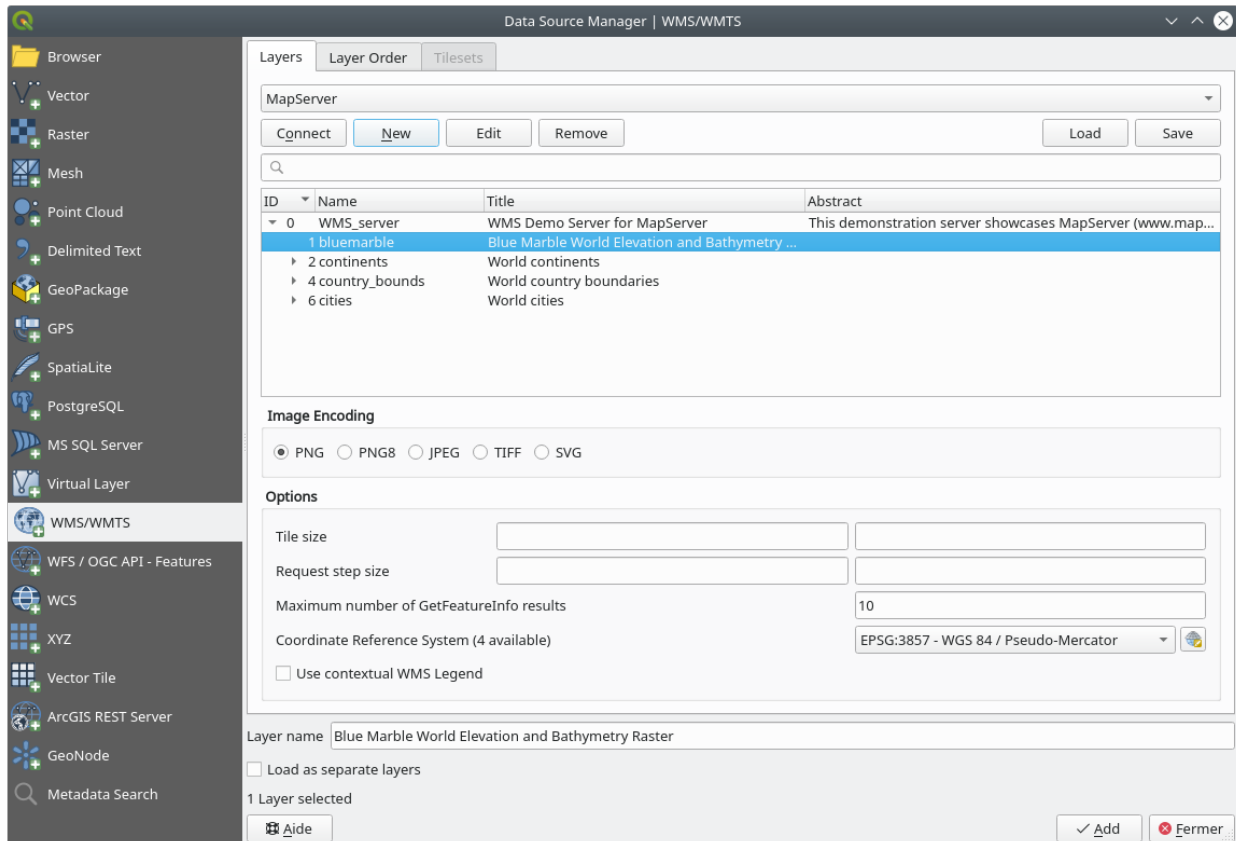 Data Source Manager | WMS/WMTS
Browser
Vector
Raster
Mesh
Point Cloud
Delimited Text
GeoPackage
GPS
SpatiaLite
PostgreSQL
MS SQL Server
Virtual Layer
WMS/WMTS
WFS / OGC API - Features
WCS
XYZ
Vector Tile
ArcGIS REST Server
GeoNode
Metadata Search
Layers Layer Order Tilesets
MapServer
Connect New Edit Remove Load Save
ID Name Title Abstract
0 WMS_server WMS Demo Server for MapServer This demonstration server showcases MapServer (www.map...
1 bluemarble Blue Marble World Elevation and Bathymetry ...
2 continents World continents
4 country_bounds World country boundaries
6 cities World cities
Image Encoding
PNG PNG8 JPEG TIFF SVG
Options
Tile size
Request step size
Maximum number of GetFeatureInfo results 10
Coordinate Reference System (4 available) EPSG:3857 - WGS 84 / Pseudo-Mercator
Use contextual WMS Legend
Layer name Blue Marble World Elevation and Bathymetry Raster
Load as separate layers
1 Layer selected
Aide Add Fermer